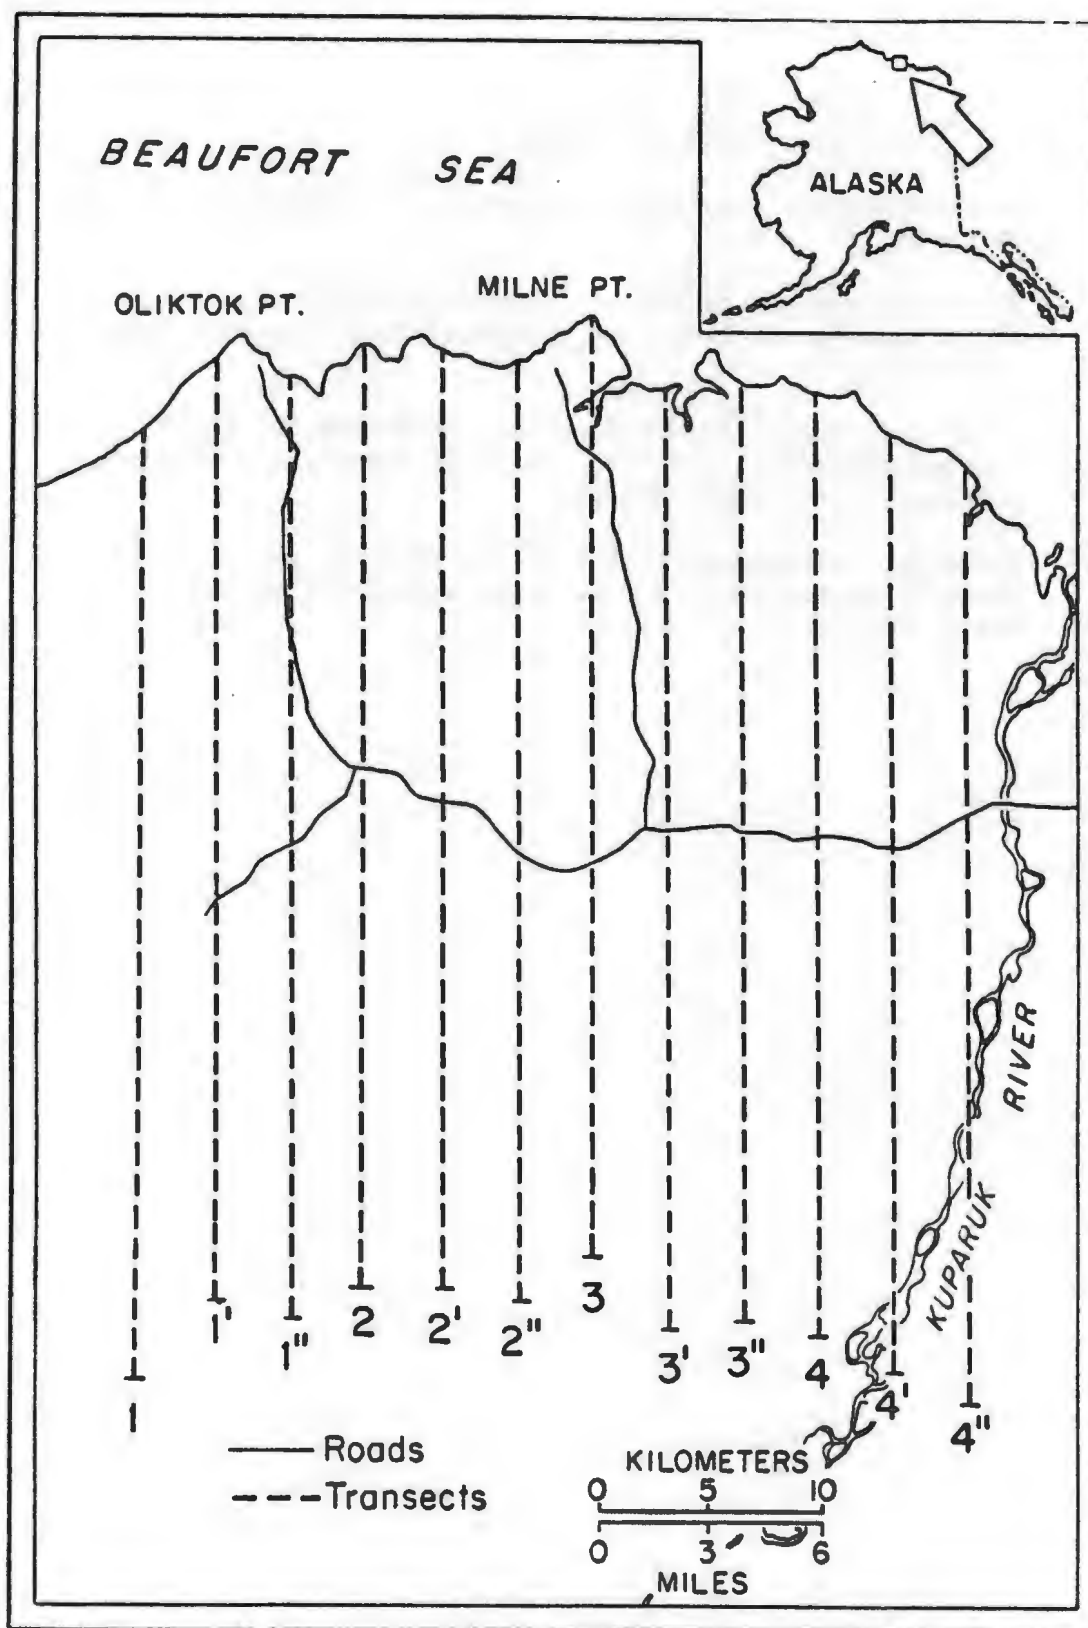 BEAUFORT SEA
ALASKA
OLIKTOK PT.
MILNE PT.
KUPARUK RIVER
1
1'
1"
2
2'
2"
3
3'
3"
4
4'
4"
Roads
Transects
KILOMETERS
0 5 10
0 3 6
MILES